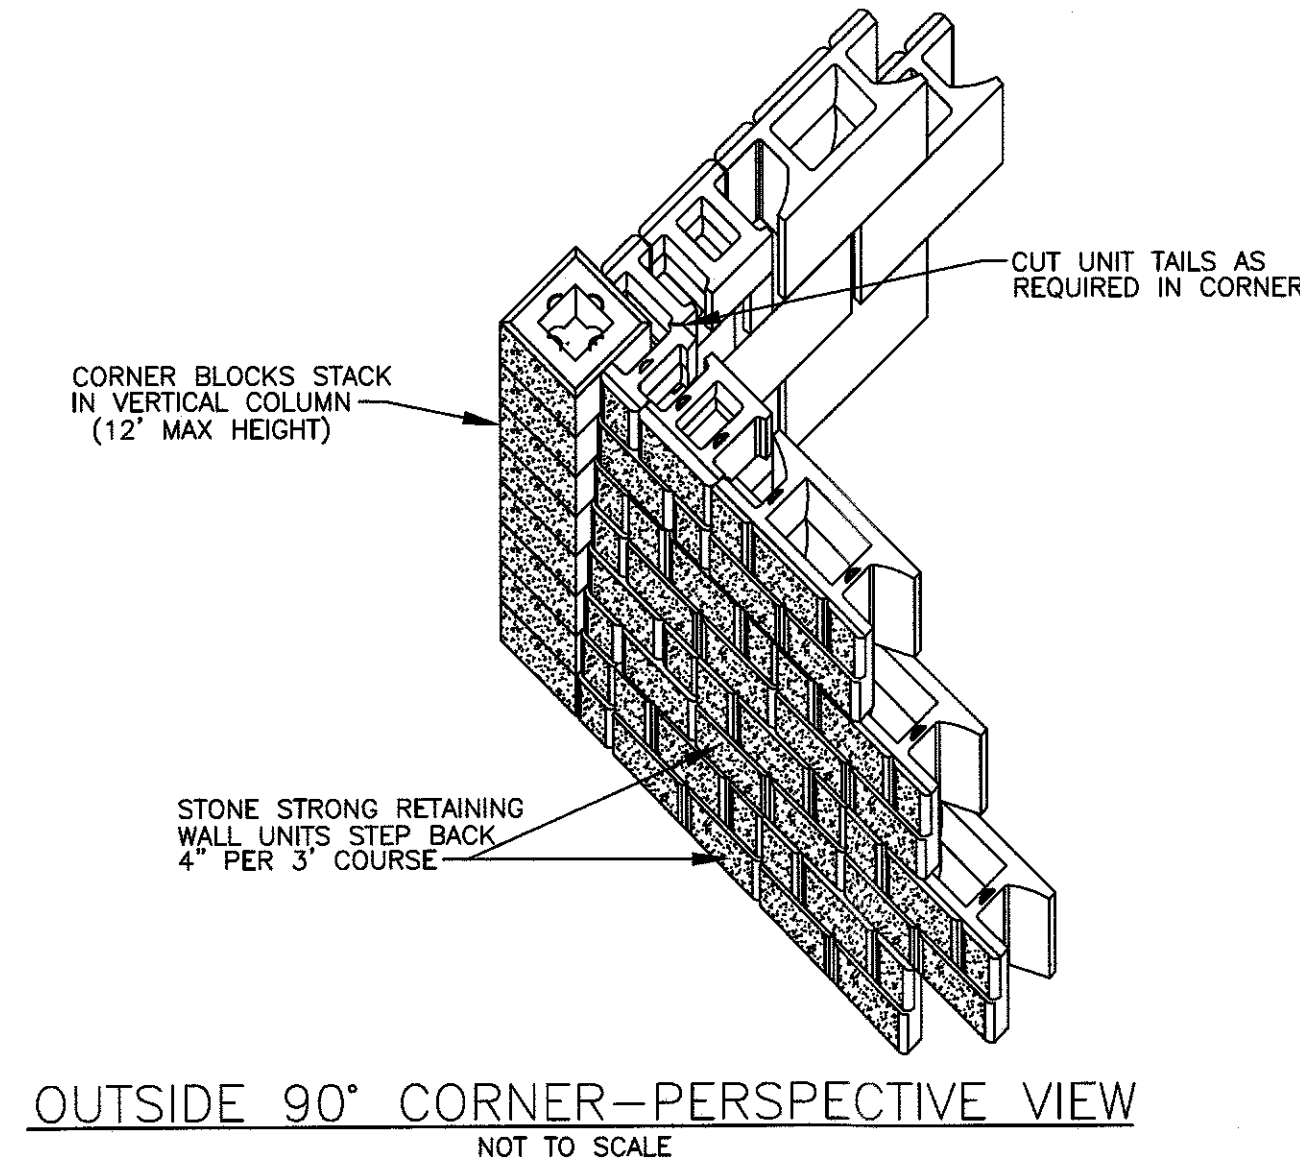 CUT UNIT TAILS AS
REQUIRED IN CORNER
CORNER BLOCKS STACK
IN VERTICAL COLUMN
(12' MAX HEIGHT)
STONE STRONG RETAINING
WALL UNITS STEP BACK
4" PER 3' COURSE
OUTSIDE 90° CORNER–PERSPECTIVE VIEW
NOT TO SCALE